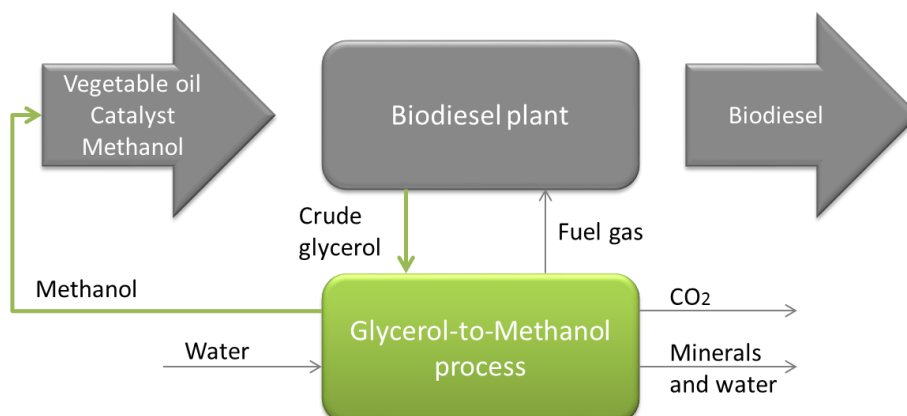 Vegetable oil
Catalyst
Methanol
Biodiesel plant
Biodiesel
Crude
glycerol
Fuel gas
Methanol
CO₂
Glycerol-to-Methanol
process
Water
Minerals
and water